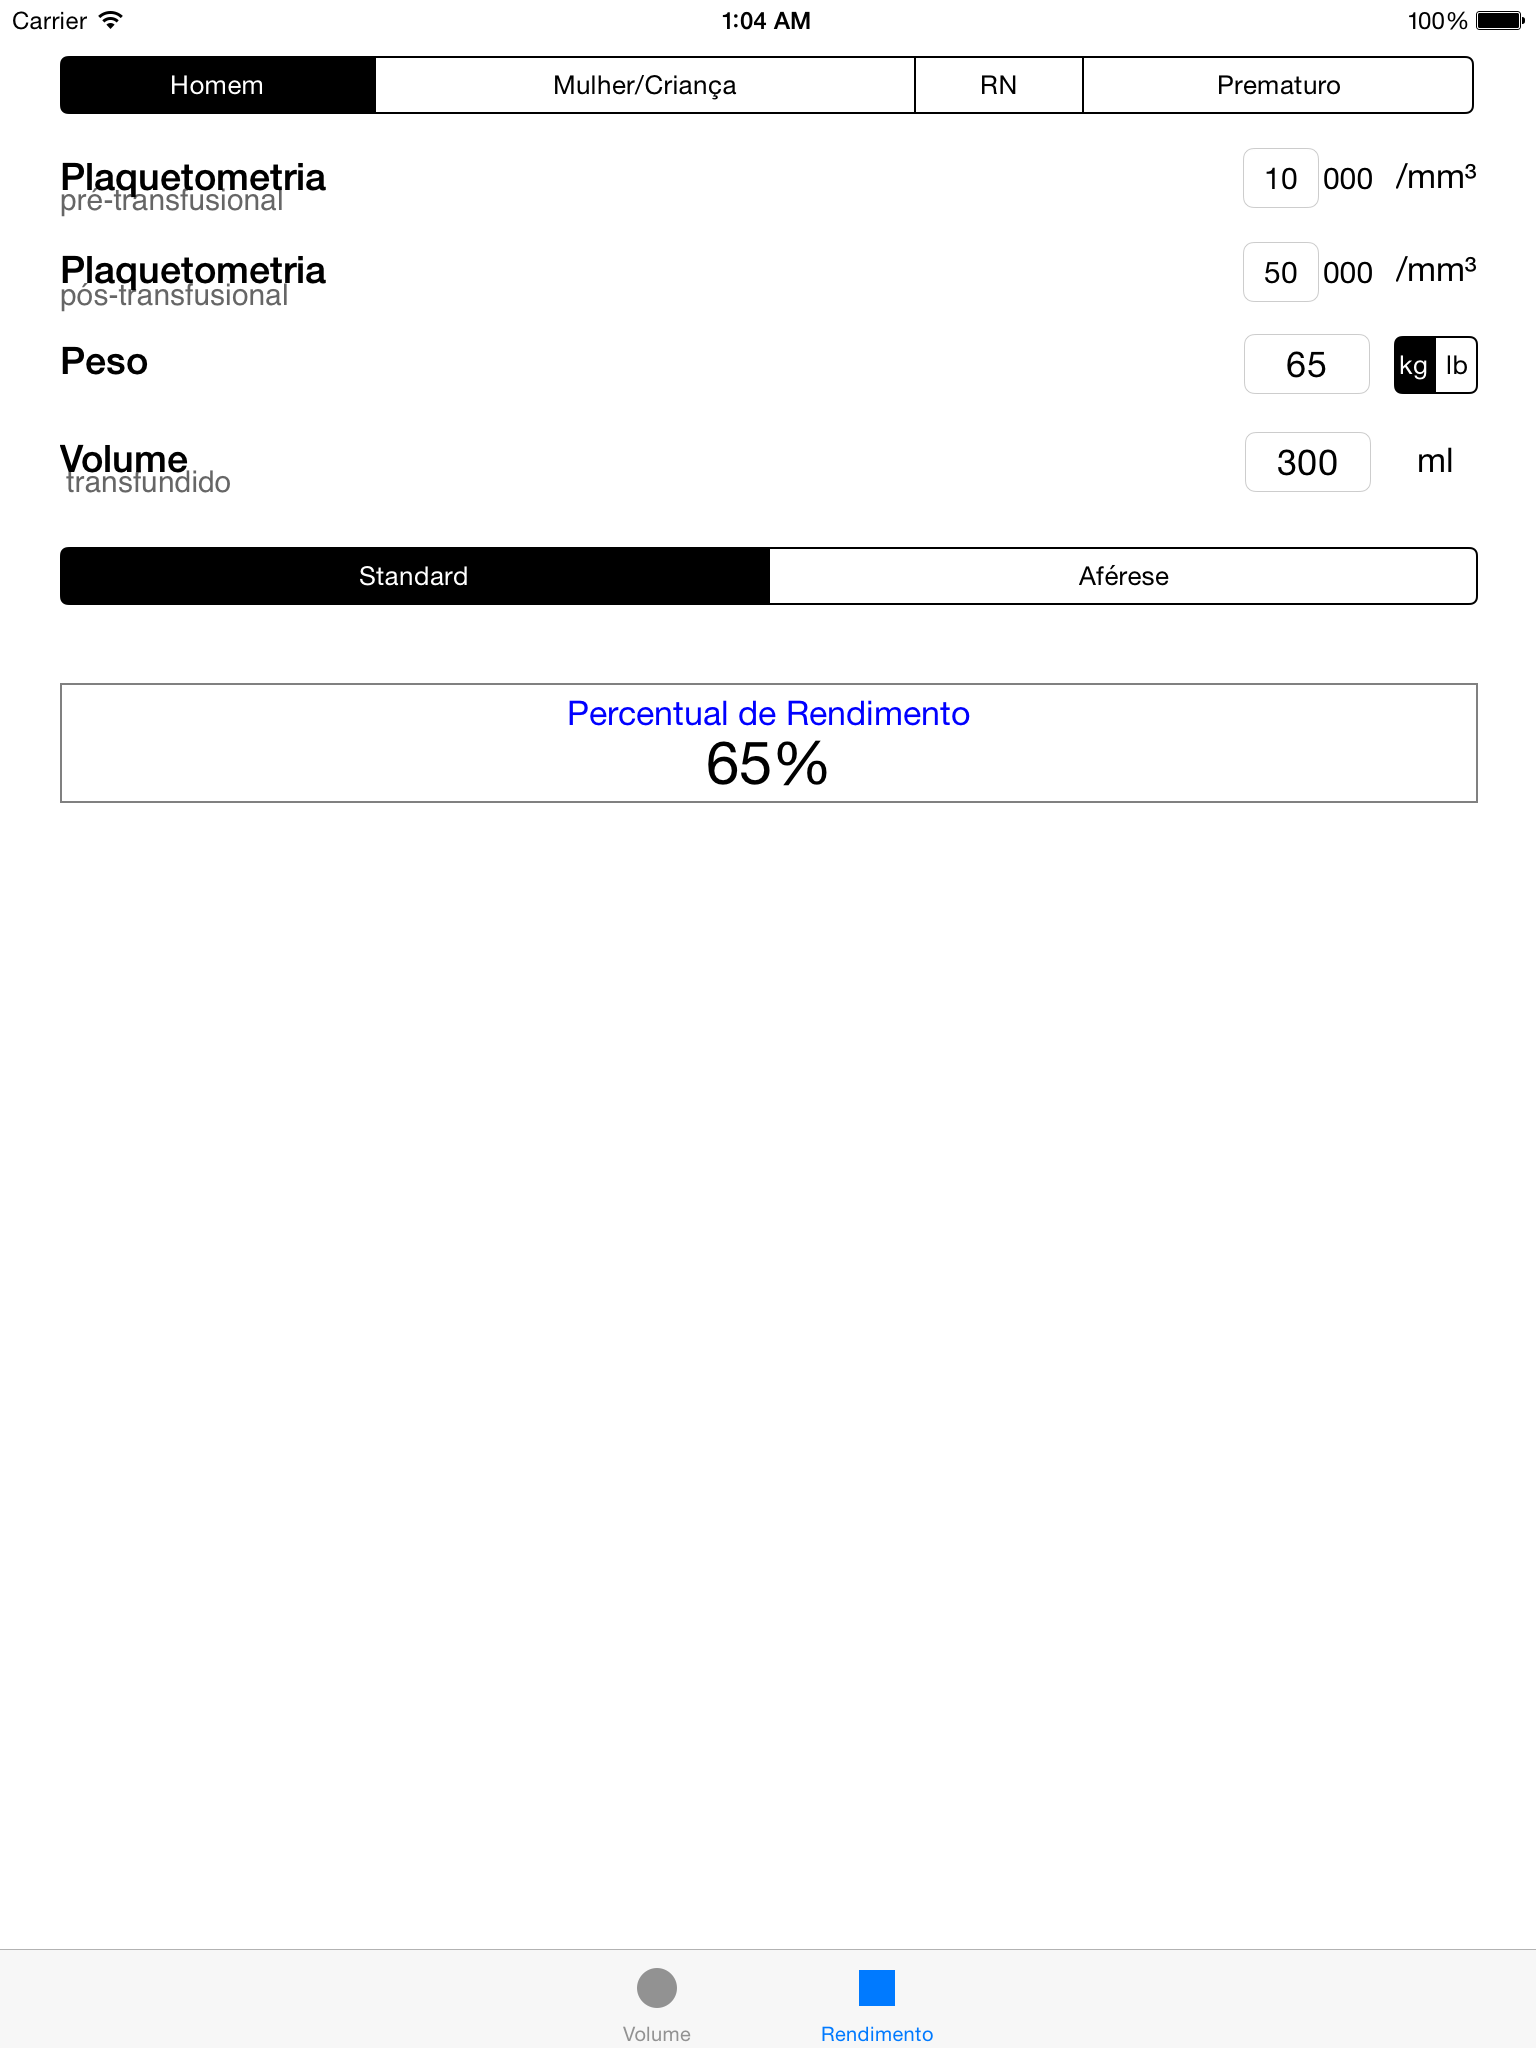 Carrier 1:04 AM 100%
Homem Mulher/Criança RN Prematuro
Plaquetometria 10 000 /mm³
pré-transfusional
Plaquetometria 50 000 /mm³
pós-transfusional
Peso 65 kg lb
Volume 300 ml
transfundido
Standard Aférese
Percentual de Rendimento
65%
Volume Rendimento